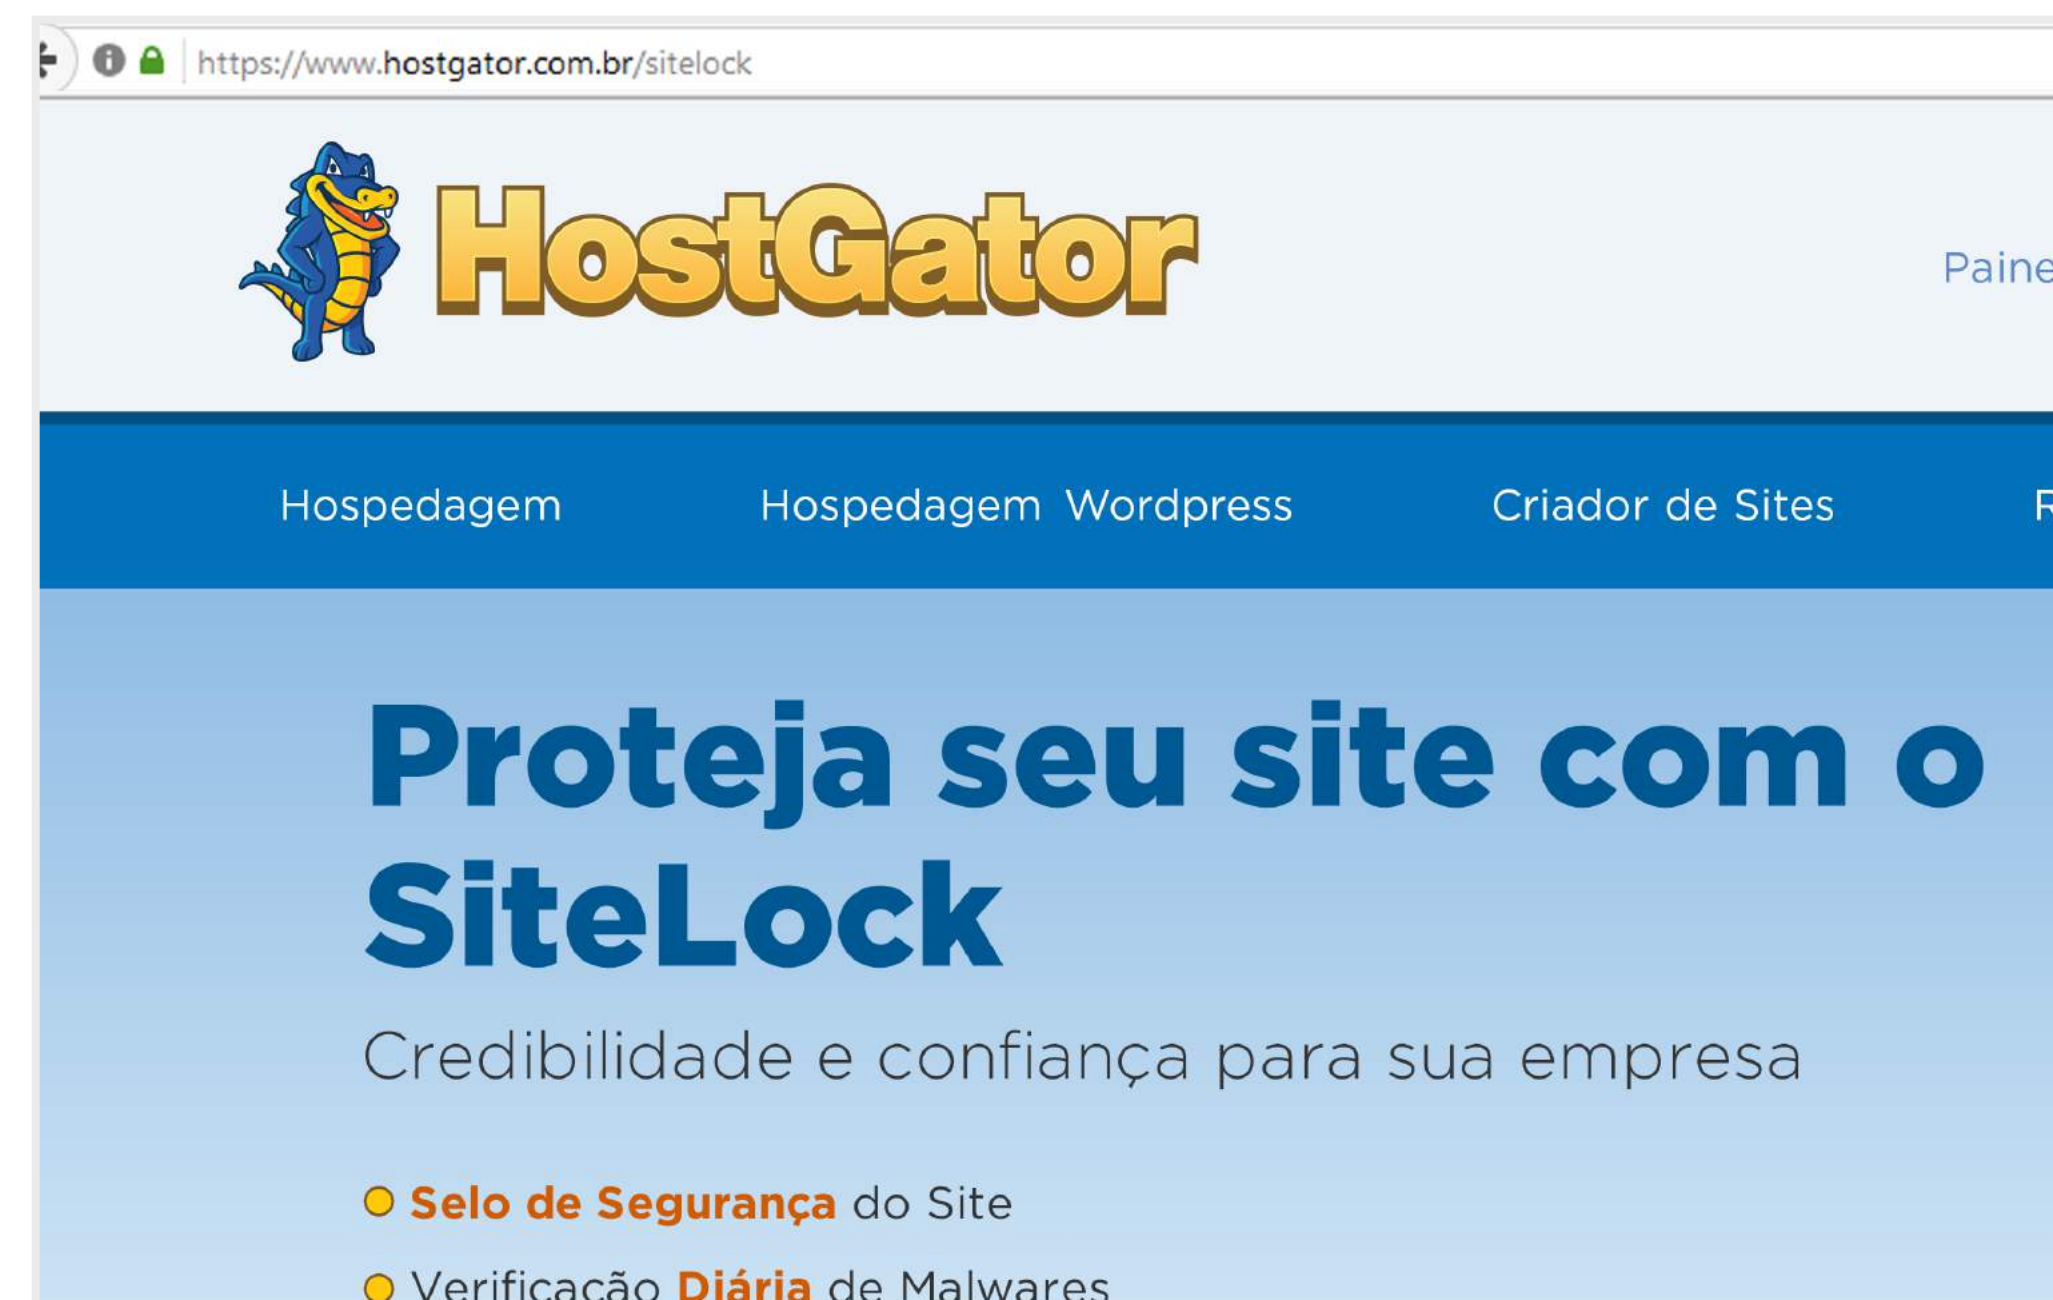 https://www.hostgator.com.br/sitelock
HostGator
Paine
Hospedagem Hospedagem Wordpress Criador de Sites R
Proteja seu site com o
SiteLock
Credibilidade e confiança para sua empresa
Selo de Segurança do Site
Verificação Diária de Malwares